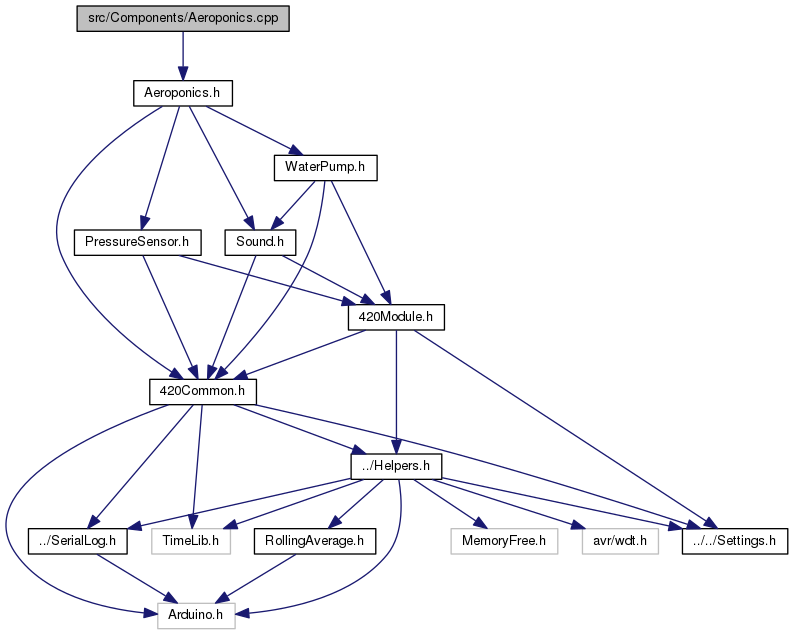 src/Components/Aeroponics.cpp
Aeroponics.h
WaterPump.h
PressureSensor.h
Sound.h
420Module.h
420Common.h
../Helpers.h
../SerialLog.h
TimeLib.h
RollingAverage.h
MemoryFree.h
avr/wdt.h
../../Settings.h
Arduino.h